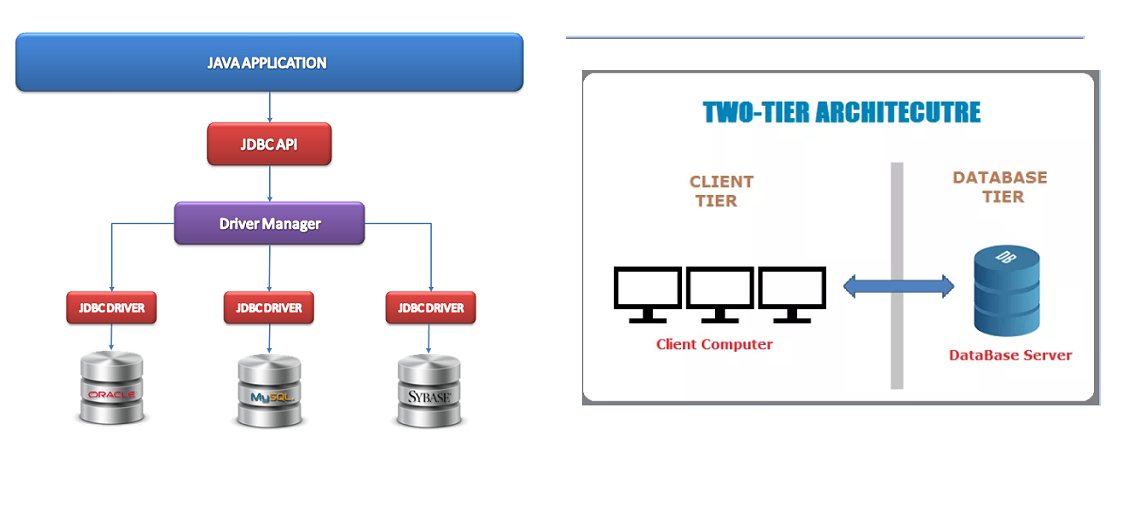 JAVA APPLICATION
JDBC API
Driver Manager
JDBC DRIVER
JDBC DRIVER
JDBC DRIVER
ORACLE
MySQL
SYBASE
TWO-TIER ARCHITECUTRE
CLIENT
TIER
DATABASE
TIER
DB
Client Computer
DataBase Server